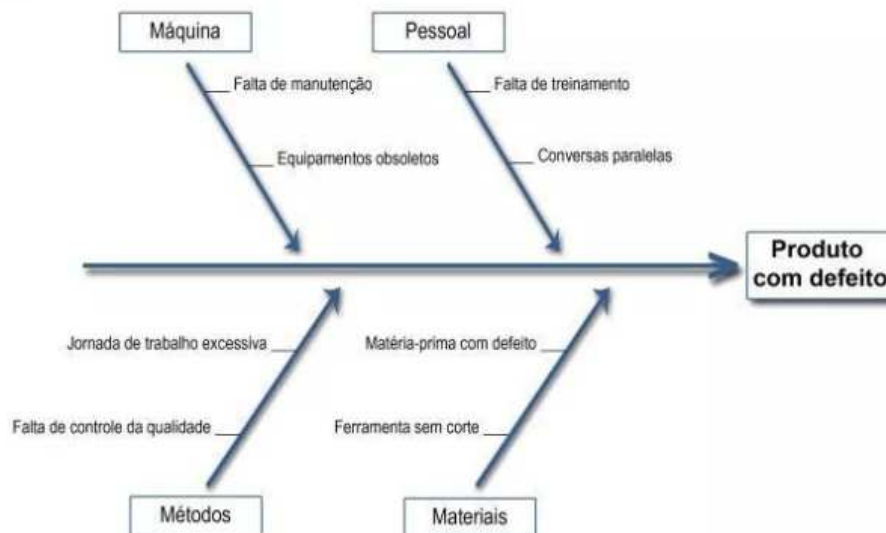 Máquina
Pessoal
Falta de manutenção
Falta de treinamento
Equipamentos obsoletos
Conversas paralelas
Produto
com defeito
Jornada de trabalho excessiva
Matéria-prima com defeito
Falta de controle da qualidade
Ferramenta sem corte
Métodos
Materiais